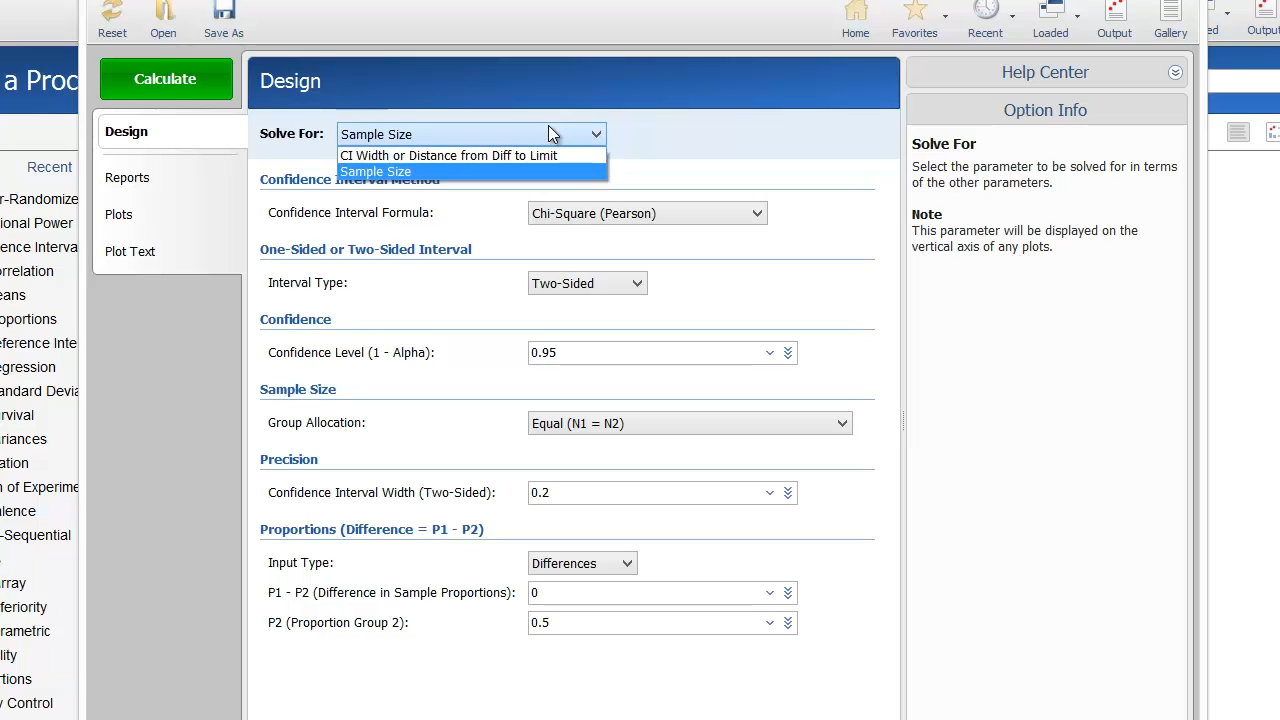 Reset
Open
Save As
Home
Favorites
Recent
Loaded
Output
Gallery
Output
a Proc
Calculate
Design
Reports
Plots
Plot Text
Design
Solve For:
Sample Size
CI Width or Distance from Diff to Limit
Sample Size
Confidence Interval Method
Confidence Interval Formula:
Chi-Square (Pearson)
One-Sided or Two-Sided Interval
Interval Type:
Two-Sided
Confidence
Confidence Level (1 - Alpha):
0.95
Sample Size
Group Allocation:
Equal (N1 = N2)
Precision
Confidence Interval Width (Two-Sided):
0.2
Proportions (Difference = P1 - P2)
Input Type:
Differences
P1 - P2 (Difference in Sample Proportions):
0
P2 (Proportion Group 2):
0.5
Help Center
Option Info
Solve For
Select the parameter to be solved for in terms
of the other parameters.
Note
This parameter will be displayed on the
vertical axis of any plots.
Recent
r-Randomize
ional Power
ence Interva
orrelation
eans
oportions
ference Inte
egression
andard Devia
rvival
ariances
ation
n of Experime
alence
-Sequential
rray
feriority
rametric
lity
rtions
y Control